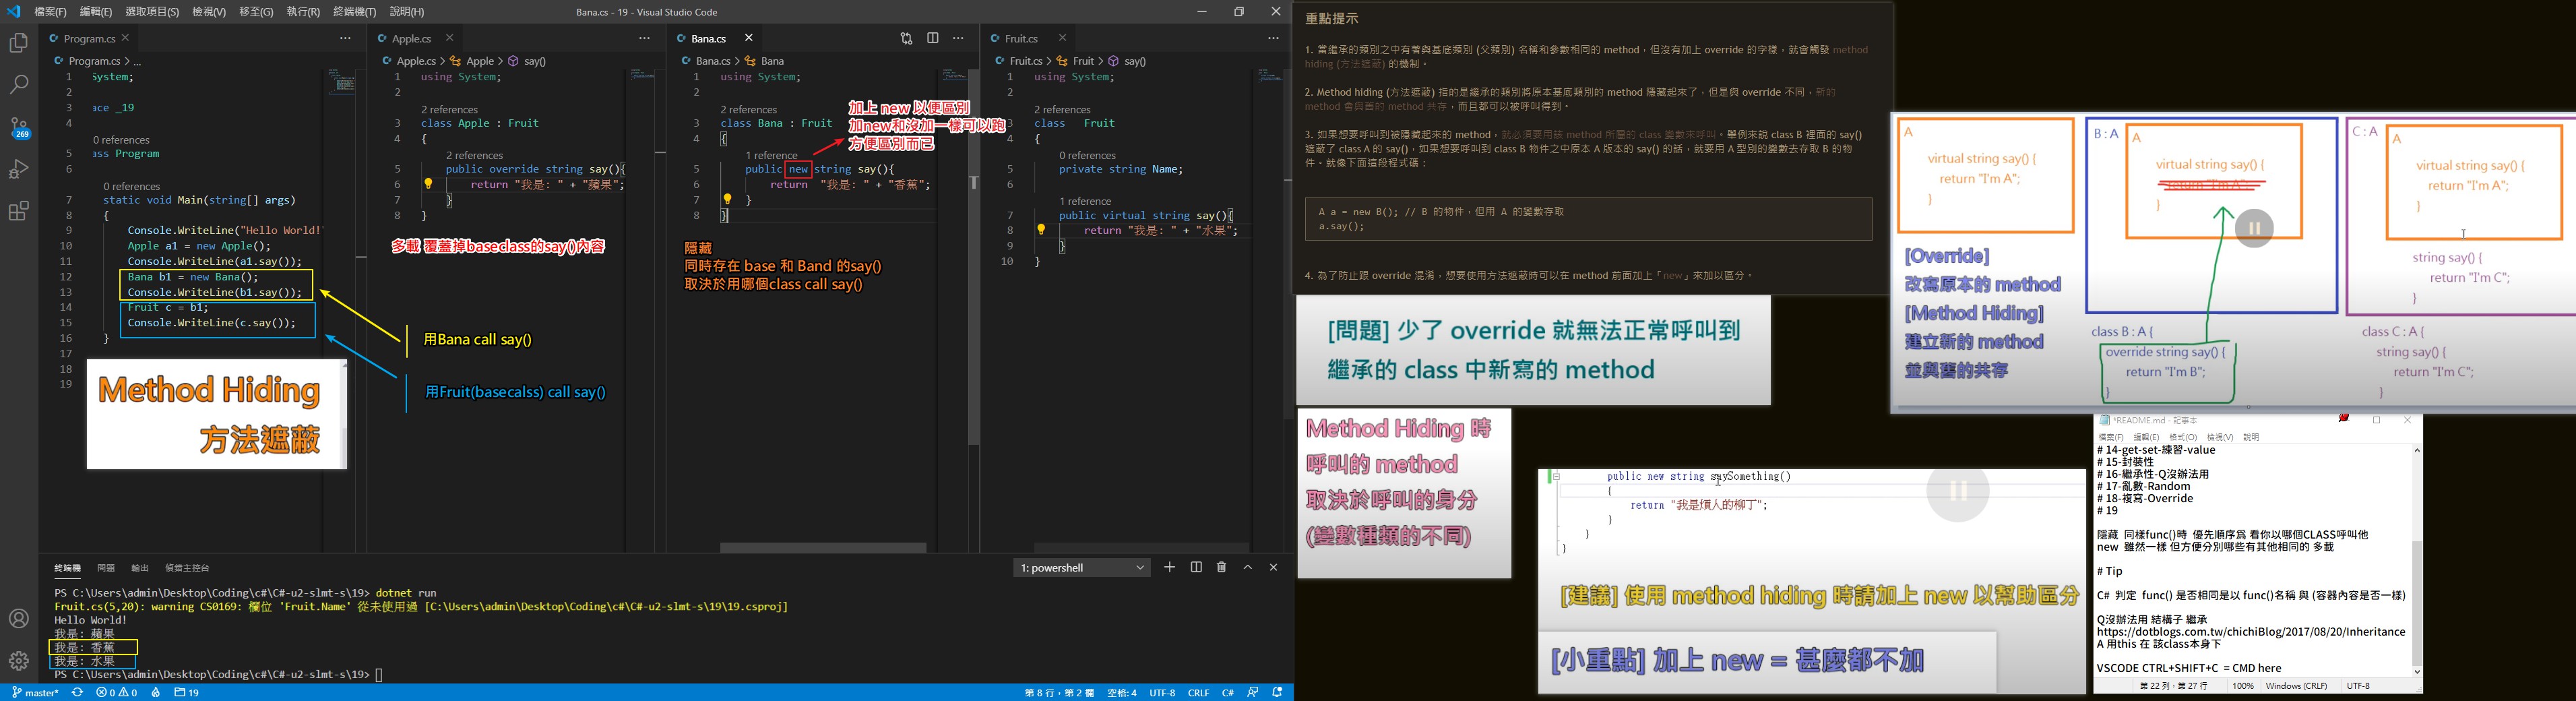 檔案(F) 編輯(E) 選取項目(S) 檢視(V) 移至(G) 執行(R) 終端機(T) 說明(H)
Bana.cs - 19 - Visual Studio Code
Program.cs
Program.cs > ...
1 System;
2
3 ace _19
4
0 references
5 ass Program
6
0 references
7 static void Main(string[] args)
8 {
9 Console.WriteLine("Hello World!"
10 Apple a1 = new Apple();
11 Console.WriteLine(a1.say());
12 Bana b1 = new Bana();
13 Console.WriteLine(b1.say());
14 Fruit c = b1;
15 Console.WriteLine(c.say());
16 }
17
18
19
269
Method Hiding
方法遮蔽
用Bana call say()
用Fruit(basecalss) call say()
Apple.cs
Apple.cs > Apple > say()
1 using System;
2
2 references
3 class Apple : Fruit
4 {
2 references
5 public override string say(){
6 return "我是: " + "蘋果";
7 }
8 }
多載 覆蓋掉baseclass的say()內容
Bana.cs
Bana.cs > Bana
1 using System;
2
2 references
3 class Bana : Fruit
4 {
1 reference
5 public new string say(){
6 return "我是: " + "香蕉";
7 }
8 }
加上 new 以便區別
加new和沒加一樣可以跑
方便區別而已
隱藏
同時存在 base 和 Band 的say()
取決於用哪個class call say()
Fruit.cs
Fruit.cs > Fruit > say()
1 using System;
2
2 references
3 class Fruit
4 {
0 references
5 private string Name;
6
1 reference
7 public virtual string say(){
8 return "我是: " + "水果";
9 }
10 }
終端機 問題 輸出 偵錯主控台
1: powershell
PS C:\Users\admin\Desktop\Coding\c#\C#-u2-slmt-s\19> dotnet run
Fruit.cs(5,20): warning CS0169: 欄位 'Fruit.Name' 從未使用過 [C:\Users\admin\Desktop\Coding\c#\C#-u2-slmt-s\19\19.csproj]
Hello World!
我是: 蘋果
我是: 香蕉
我是: 水果
PS C:\Users\admin\Desktop\Coding\c#\C#-u2-slmt-s\19>
master* 0 0 19
第 8 行，第 2 欄 空格: 4 UTF-8 CRLF C#
重點提示
1. 當繼承的類別之中有著與基底類別 (父類別) 名稱和參數相同的 method，但沒有加上 override 的字樣，就會觸發 method
hiding (方法遮蔽) 的機制。
2. Method hiding (方法遮蔽) 指的是繼承的類別將原本基底類別的 method 隱藏起來了，但是與 override 不同，新的
method 會與舊的 method 共存，而且都可以被呼叫得到。
3. 如果想要呼叫到被隱藏起來的 method，就必須要用該 method 所屬的 class 變數來呼叫。舉例來說 class B 裡面的 say()
遮蔽了 class A 的 say()，如果想要呼叫到 class B 物件之中原本 A 版本的 say() 的話，就要用 A 型別的變數去存取 B 的物
件。就像下面這段程式碼：
A a = new B(); // B 的物件，但用 A 的變數存取
a.say();
4. 為了防止跟 override 混淆，想要使用方法遮蔽時可以在 method 前面加上「new」來加以區分。
[問題] 少了 override 就無法正常呼叫到
繼承的 class 中新寫的 method
Method Hiding 時
呼叫的 method
取決於呼叫的身分
(變數種類的不同)
public new string saySomething()
{
return "我是煩人的柳丁";
}
}
}
[建議] 使用 method hiding 時請加上 new 以幫助區分
[小重點] 加上 new = 甚麼都不加
A
virtual string say() {
return "I'm A";
}
[Override]
改寫原本的 method
[Method Hiding]
建立新的 method
並與舊的共存
B : A
A
virtual string say() {
return "I'm A";
}
class B : A {
override string say() {
return "I'm B";
}
C : A
A
virtual string say() {
return "I'm A";
}
string say() {
return "I'm C";
}
class C : A {
string say() {
return "I'm C";
}
*README.md - 記事本
檔案(F) 編輯(E) 格式(O) 檢視(V) 說明
# 14-get-set-練習-value
# 15-封裝性
# 16-繼承性-Q沒辦法用
# 17-亂數-Random
# 18-複寫-Override
# 19
隱藏 同樣func()時 優先順序為 看你以哪個CLASS呼叫他
new 雖然一樣 但方便分別哪些有其他相同的 多載
# Tip
C# 判定 func() 是否相同是以 func()名稱 與 (容器內容是否一樣)
Q沒辦法用 結構子 繼承
https://dotblogs.com.tw/chichiBlog/2017/08/20/Inheritance
A 用this 在 該class本身下
VSCODE CTRL+SHIFT+C = CMD here
第 22 列，第 27 行 100% Windows (CRLF) UTF-8